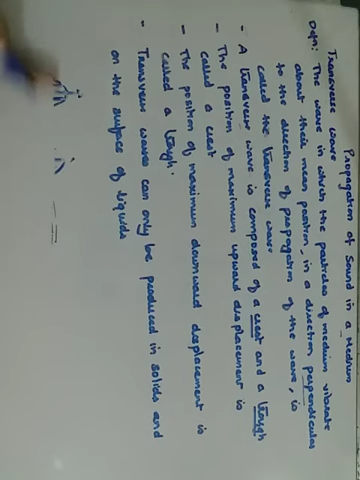 Propagation of Sound in a Medium
Transverse wave
Defn: The wave in which the particles of medium vibrate
about their mean position, in a direction perpendicular
to the direction of propagation of the wave, is
called the transverse wave
- A transverse wave is composed of a crest and a trough
- The position of maximum upward displacement is
called a crest
- The position of maximum downward displacement is
called a trough.
- Transverse waves can only be produced in solids and
on the surface of liquids